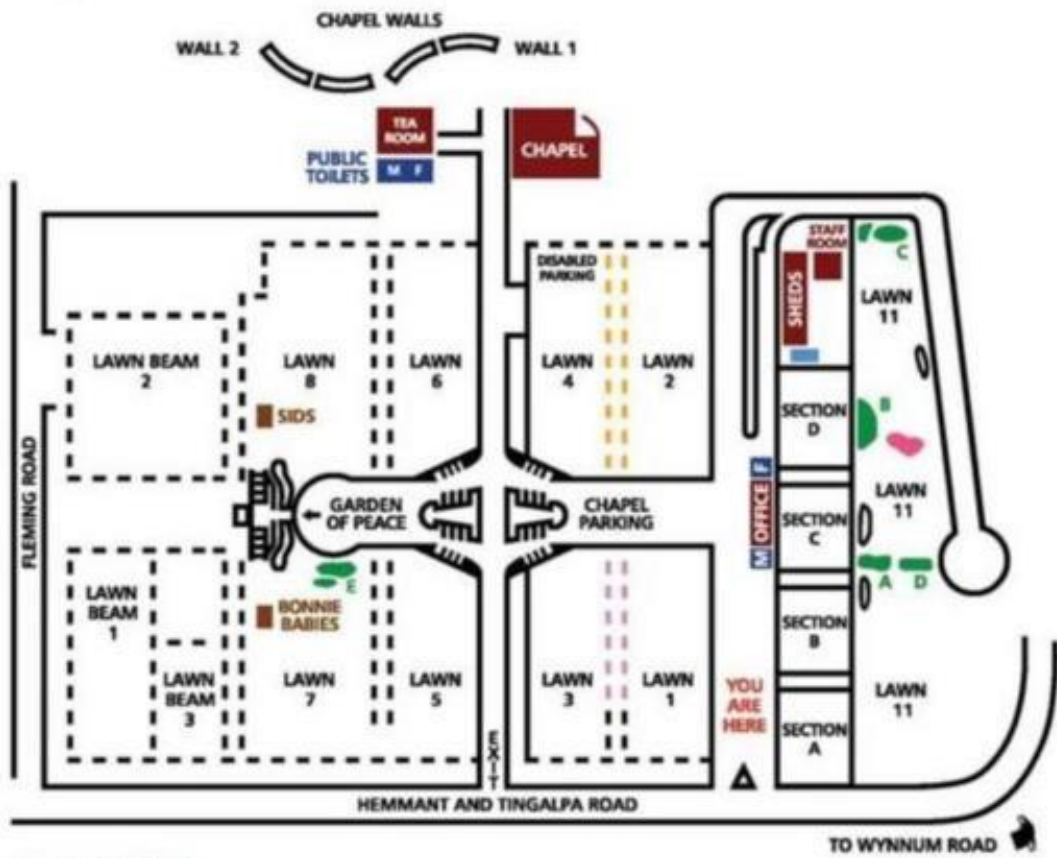 CHAPEL WALLS
WALL 2
WALL 1
TEA
ROOM
CHAPEL
PUBLIC
TOILETS
M F
STAFF
ROOM
C
SHEDS
LAWN
11
DISABLED
PARKING
LAWN BEAM
2
LAWN
8
LAWN
6
LAWN
4
LAWN
2
SIDS
SECTION
D
B
FLEMING ROAD
GARDEN
OF PEACE
CHAPEL
PARKING
M OFFICE F
SECTION
C
LAWN
11
A
D
E
LAWN
BEAM
1
BONNIE
BABIES
SECTION
B
LAWN
BEAM
3
LAWN
7
LAWN
5
LAWN
3
LAWN
1
YOU
ARE
HERE
LAWN
11
SECTION
A
EXIT
HEMMANT AND TINGALPA ROAD
TO WYNNUM ROAD